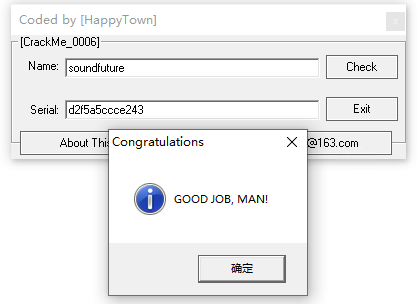 Coded by [HappyTown]
[CrackMe_0006]
Name: soundfuture Check
Serial: d2f5a5ccce243 Exit
About This @163.com
Congratulations
GOOD JOB, MAN!
确定